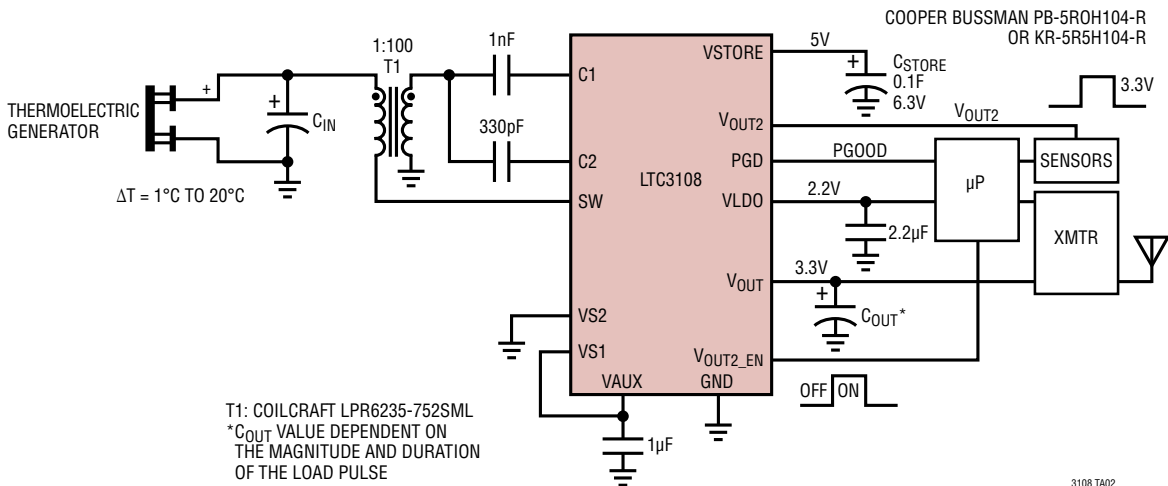 COOPER BUSSMAN PB-5ROH104-R
OR KR-5R5H104-R
1:100
T1
1nF
330pF
THERMOELECTRIC
GENERATOR
+
+
CIN
ΔT = 1°C TO 20°C
C1
C2
SW
VS2
VS1
VAUX
GND
LTC3108
VSTORE
VOUT2
PGD
VLDO
VOUT
VOUT2_EN
5V
+
CSTORE
0.1F
6.3V
3.3V
VOUT2
PGOOD
2.2V
2.2µF
3.3V
+
COUT*
µP
SENSORS
XMTR
OFF
ON
1µF
T1: COILCRAFT LPR6235-752SML
*COUT VALUE DEPENDENT ON
THE MAGNITUDE AND DURATION
OF THE LOAD PULSE
3108 TA02